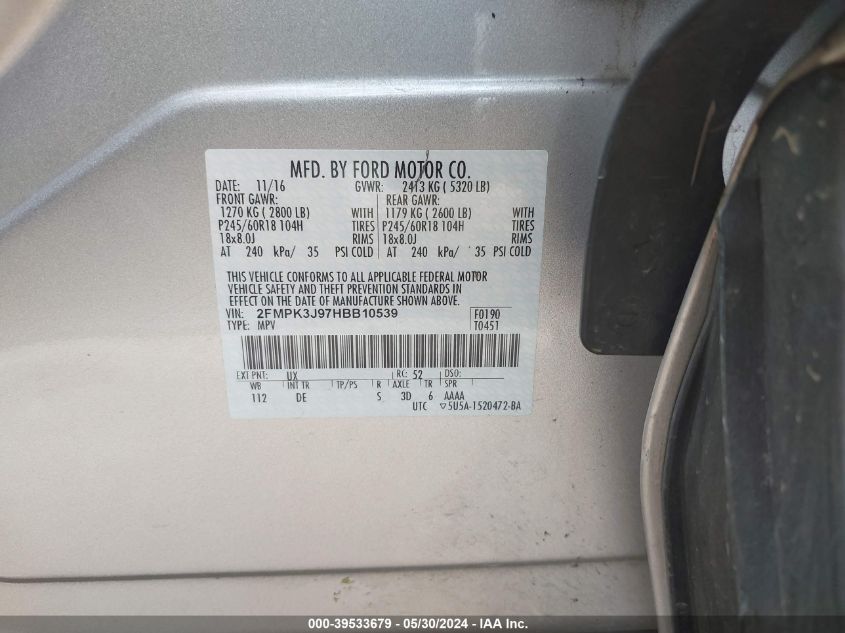 MFD. BY FORD MOTOR CO.
DATE: 11/16 GVWR: 2413 KG ( 5320 LB)
FRONT GAWR: REAR GAWR:
1270 KG ( 2800 LB) WITH 1179 KG ( 2600 LB) WITH
P245/60R18 104H TIRES P245/60R18 104H TIRES
18x8.0J RIMS 18x8.0J RIMS
AT 240 kPa/ 35 PSI COLD AT 240 kPa/ 35 PSI COLD
THIS VEHICLE CONFORMS TO ALL APPLICABLE FEDERAL MOTOR
VEHICLE SAFETY AND THEFT PREVENTION STANDARDS IN
EFFECT ON THE DATE OF MANUFACTURE SHOWN ABOVE.
VIN: 2FMPK3J97HBB10539 F0190
TYPE: MPV T0451
EXT PNT: UX RC: 52 DSO:
WB INT TR TP/PS R AXLE TR SPR
112 DE S 3D 6 AAAA
UTC ▽5U5A-1520472-BA
000-39533679 - 05/30/2024 - IAA Inc.